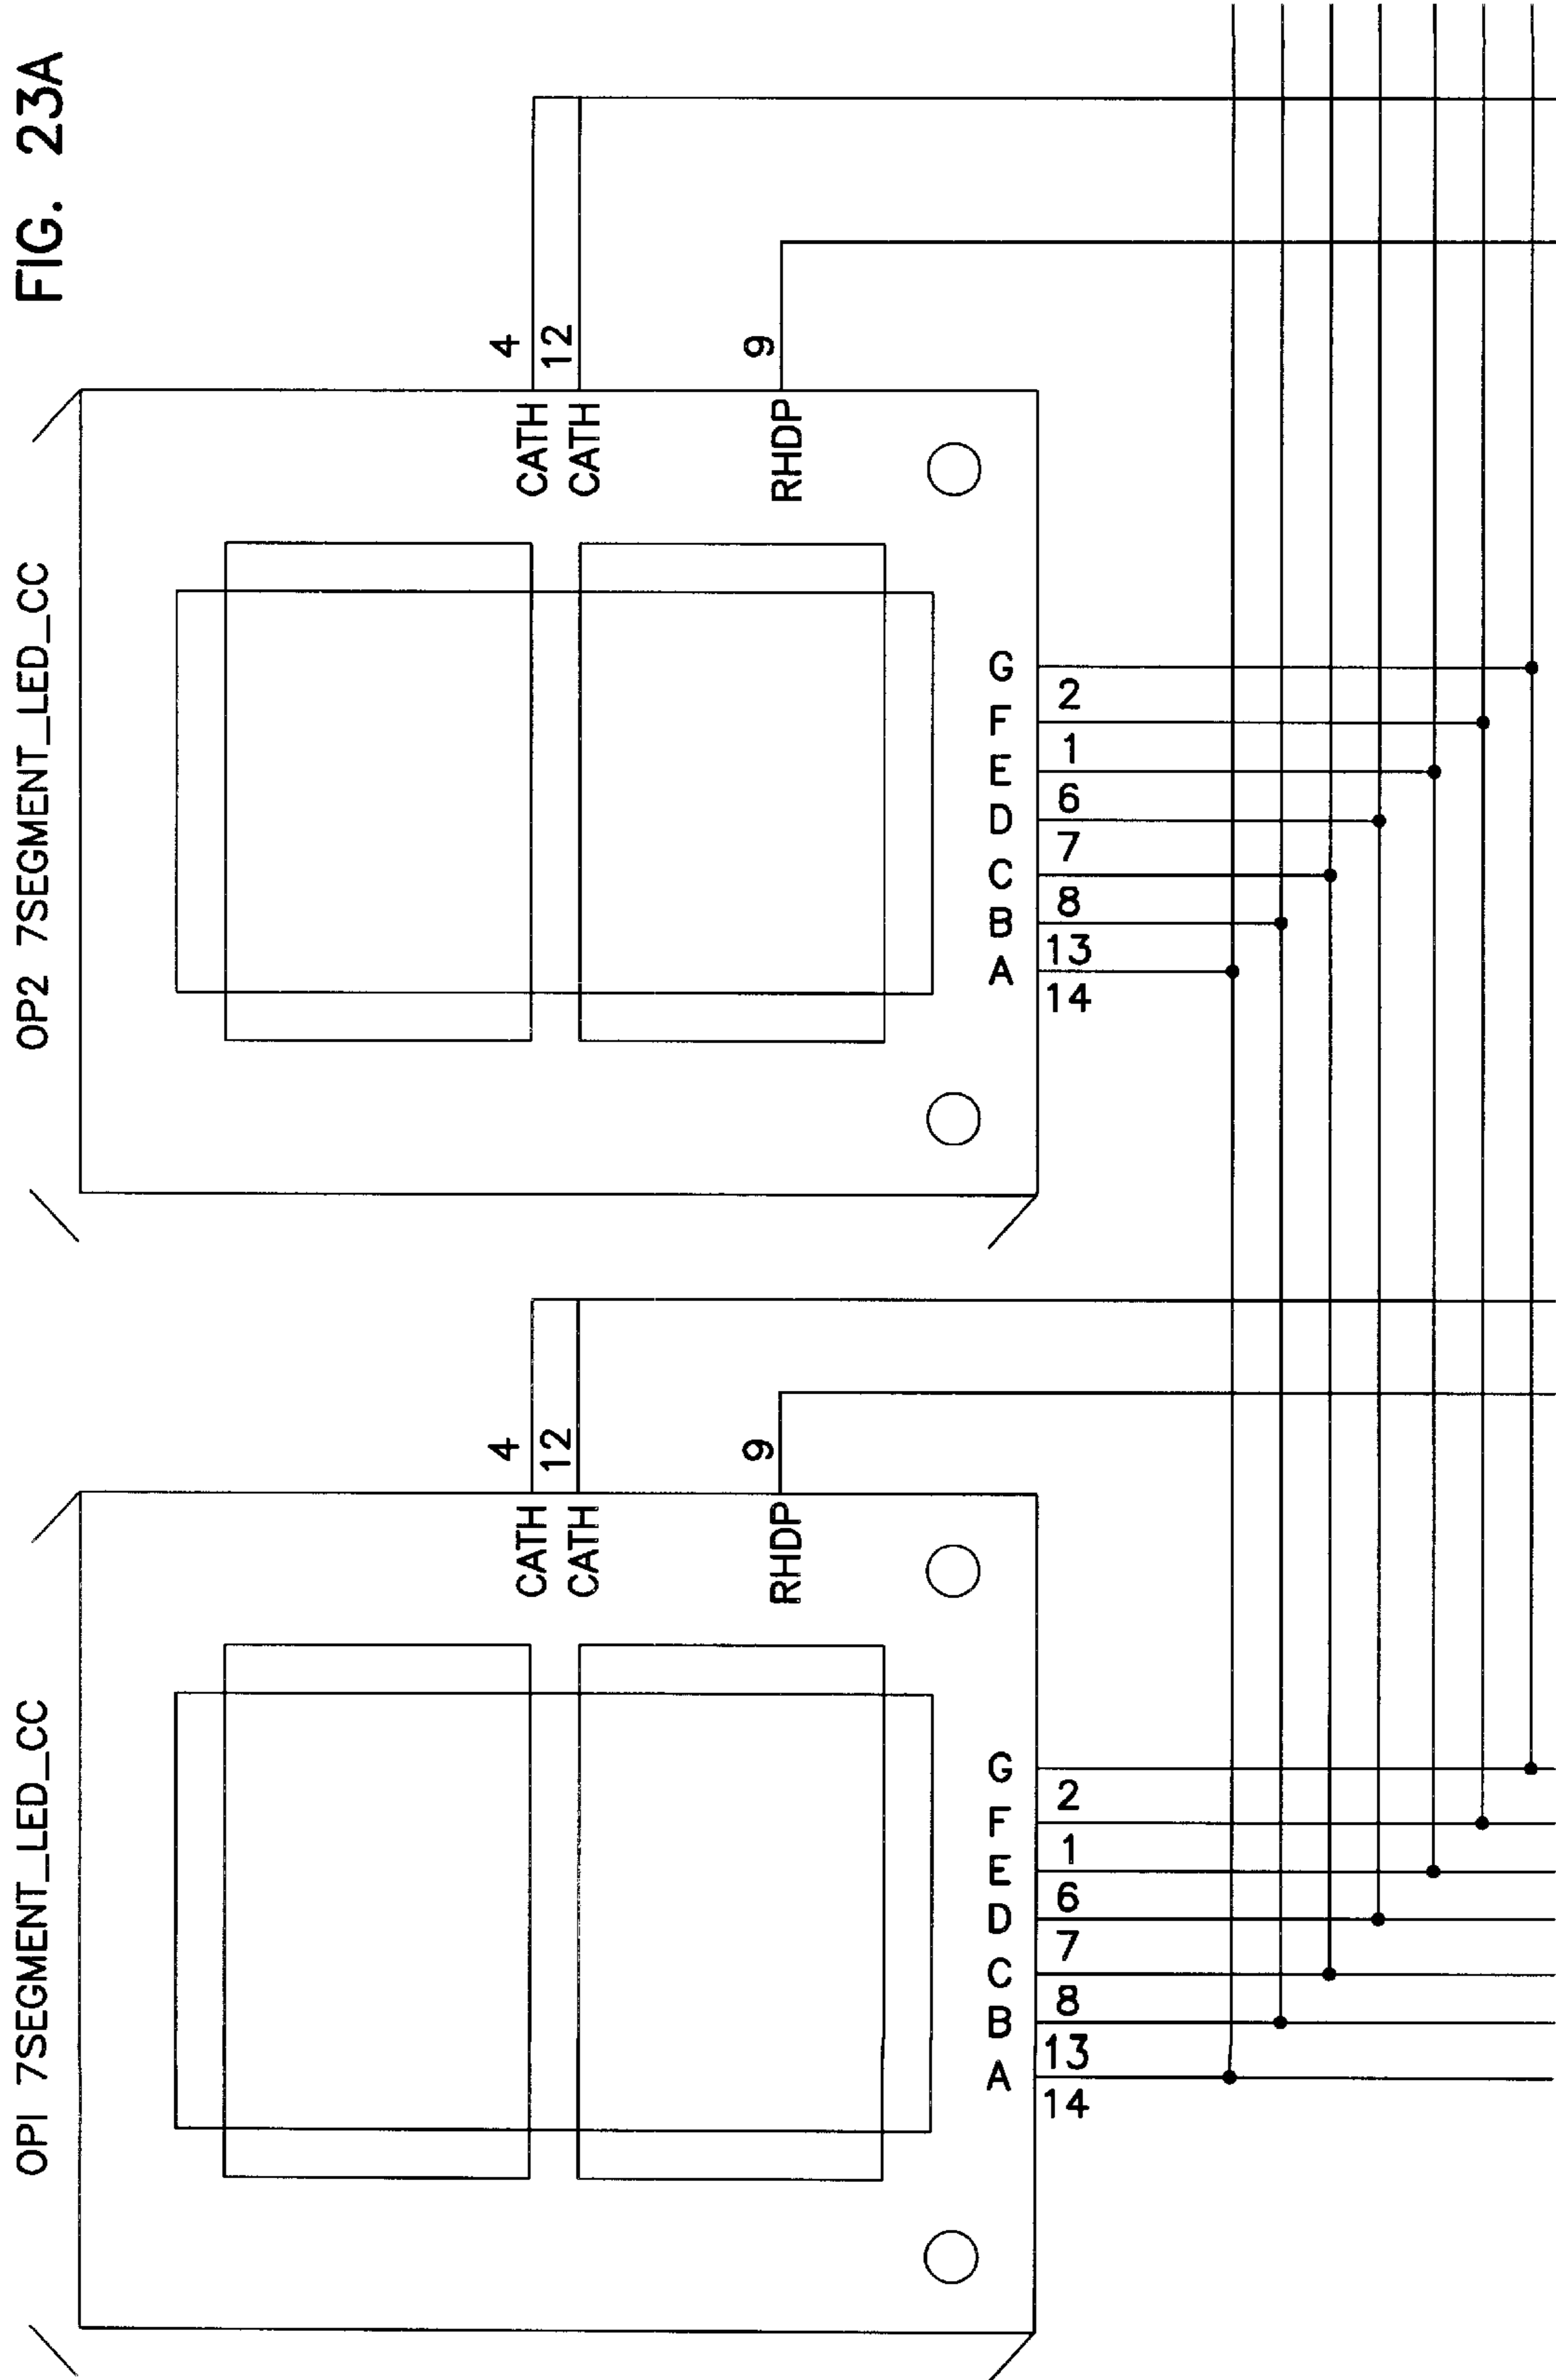 FIG. 23A
OPI 7SEGMENT_LED_CC
CATH 4
CATH 12
RHDP 9
A B C D E F G
14 13 8 7 6 1 2
OP2 7SEGMENT_LED_CC
CATH 4
CATH 12
RHDP 9
A B C D E F G
14 13 8 7 6 1 2